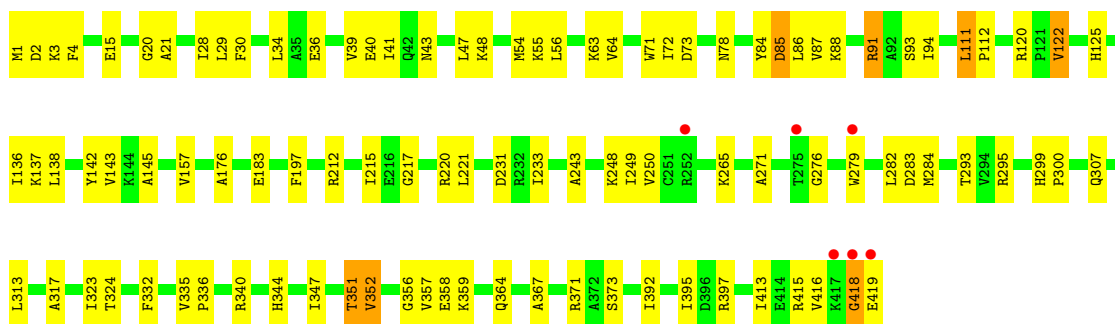 M1 D2 K3 F4 E15 G20 A21 I28 L29 F30 L34 A35 E36 V39 E40 I41 Q42 N43 L47 K48 M54 K55 L56 K63 V64 W71 I72 D73 N78 Y84 D85 L86 V87 K88 R91 A92 S93 I94 L111 P112 R120 P121 V122 H125
I136 K137 L138 Y142 V143 K144 A145 V157 A176 E183 F197 R212 I215 E216 G217 R220 L221 D231 R232 I233 A243 K248 I249 V250 C251 R252 K265 A271 T275 G276 W279 L282 D283 M284 T293 V294 R295 H299 P300 Q307
L313 A317 I323 T324 F332 V335 P336 R340 H344 I347 T351 V352 G356 V357 E358 K359 Q364 A367 R371 A372 S373 I392 I395 D396 R397 I413 E414 R415 V416 K417 G418 E419